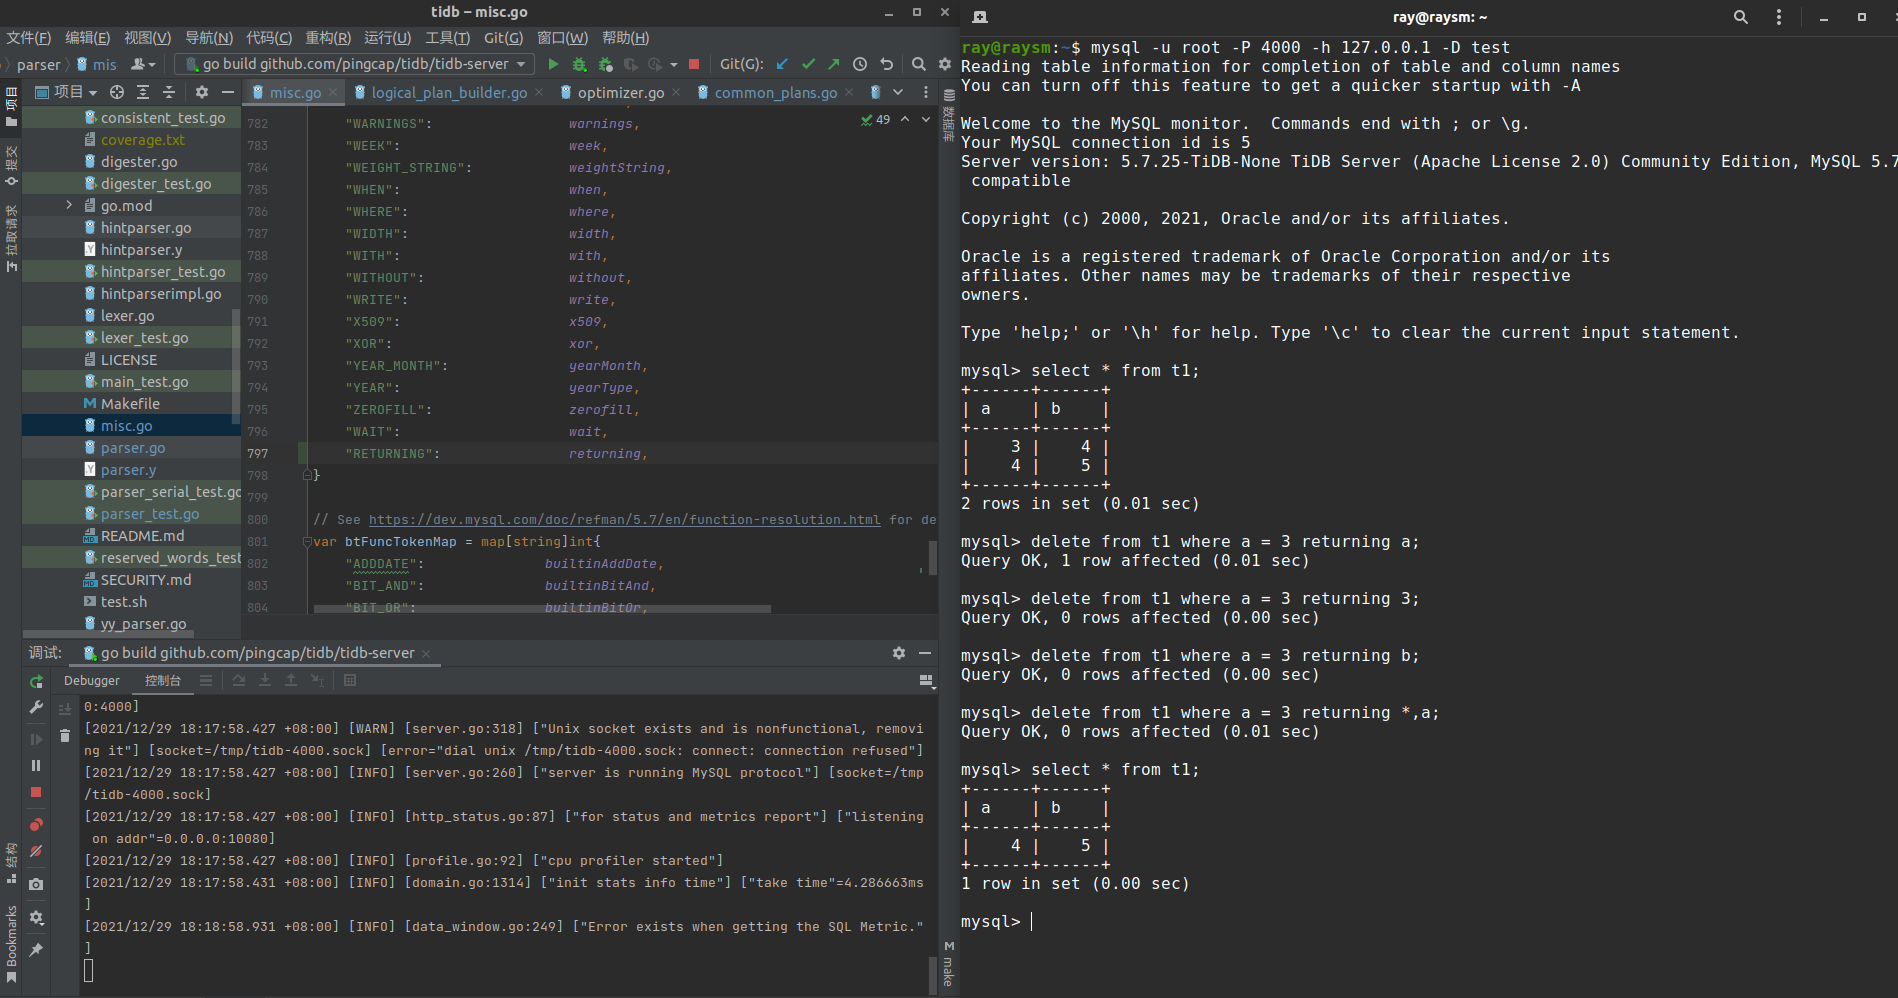 tidb – misc.go
文件(F) 编辑(E) 视图(V) 导航(N) 代码(C) 重构(R) 运行(U) 工具(T) Git(G) 窗口(W) 帮助(H)
parser mis go build github.com/pingcap/tidb/tidb-server Git(G):
项目
misc.go logical_plan_builder.go optimizer.go common_plans.go
项目
提交
拉取请求
结构
Bookmarks
consistent_test.go
coverage.txt
digester.go
digester_test.go
go.mod
hintparser.go
hintparser.y
hintparser_test.go
hintparserimpl.go
lexer.go
lexer_test.go
LICENSE
main_test.go
Makefile
misc.go
parser.go
parser.y
parser_serial_test.go
parser_test.go
README.md
reserved_words_test
SECURITY.md
test.sh
yy_parser.go
49
782 "WARNINGS": warnings,
783 "WEEK": week,
784 "WEIGHT_STRING": weightString,
785 "WHEN": when,
786 "WHERE": where,
787 "WIDTH": width,
788 "WITH": with,
789 "WITHOUT": without,
790 "WRITE": write,
791 "X509": x509,
792 "XOR": xor,
793 "YEAR_MONTH": yearMonth,
794 "YEAR": yearType,
795 "ZEROFILL": zerofill,
796 "WAIT": wait,
797 "RETURNING": returning,
798 }
799
800 // See https://dev.mysql.com/doc/refman/5.7/en/function-resolution.html for de
801 var btFuncTokenMap = map[string]int{
802 "ADDDATE": builtinAddDate,
803 "BIT_AND": builtinBitAnd,
804 "BIT_OR": builtinBitOr,
数据库
make
调试: go build github.com/pingcap/tidb/tidb-server
Debugger 控制台
0:4000]
[2021/12/29 18:17:58.427 +08:00] [WARN] [server.go:318] ["Unix socket exists and is nonfunctional, removi
ng it"] [socket=/tmp/tidb-4000.sock] [error="dial unix /tmp/tidb-4000.sock: connect: connection refused"]
[2021/12/29 18:17:58.427 +08:00] [INFO] [server.go:260] ["server is running MySQL protocol"] [socket=/tmp
/tidb-4000.sock]
[2021/12/29 18:17:58.427 +08:00] [INFO] [http_status.go:87] ["for status and metrics report"] ["listening
on addr"=0.0.0.0:10080]
[2021/12/29 18:17:58.427 +08:00] [INFO] [profile.go:92] ["cpu profiler started"]
[2021/12/29 18:17:58.431 +08:00] [INFO] [domain.go:1314] ["init stats info time"] ["take time"=4.286663ms
]
[2021/12/29 18:18:58.931 +08:00] [INFO] [data_window.go:249] ["Error exists when getting the SQL Metric."
]
ray@raysm: ~
ray@raysm:~$ mysql -u root -P 4000 -h 127.0.0.1 -D test
Reading table information for completion of table and column names
You can turn off this feature to get a quicker startup with -A
Welcome to the MySQL monitor.  Commands end with ; or \g.
Your MySQL connection id is 5
Server version: 5.7.25-TiDB-None TiDB Server (Apache License 2.0) Community Edition, MySQL 5.7
compatible
Copyright (c) 2000, 2021, Oracle and/or its affiliates.
Oracle is a registered trademark of Oracle Corporation and/or its
affiliates. Other names may be trademarks of their respective
owners.
Type 'help;' or '\h' for help. Type '\c' to clear the current input statement.
mysql> select * from t1;
+------+------+
| a    | b    |
+------+------+
|    3 |    4 |
|    4 |    5 |
+------+------+
2 rows in set (0.01 sec)
mysql> delete from t1 where a = 3 returning a;
Query OK, 1 row affected (0.01 sec)
mysql> delete from t1 where a = 3 returning 3;
Query OK, 0 rows affected (0.00 sec)
mysql> delete from t1 where a = 3 returning b;
Query OK, 0 rows affected (0.00 sec)
mysql> delete from t1 where a = 3 returning *,a;
Query OK, 0 rows affected (0.01 sec)
mysql> select * from t1;
+------+------+
| a    | b    |
+------+------+
|    4 |    5 |
+------+------+
1 row in set (0.00 sec)
mysql>